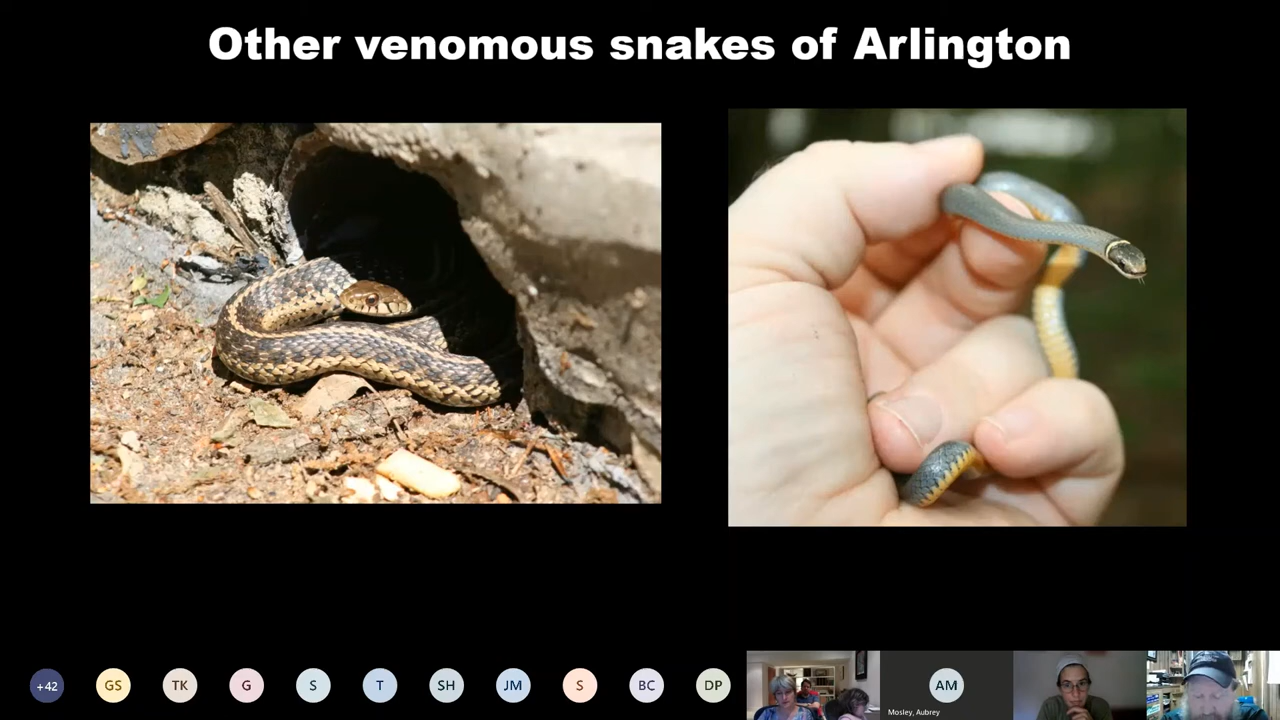 Other venomous snakes of Arlington
+42
GS
TK
G
S
T
SH
JM
S
BC
DP
AM
Mosley, Aubrey